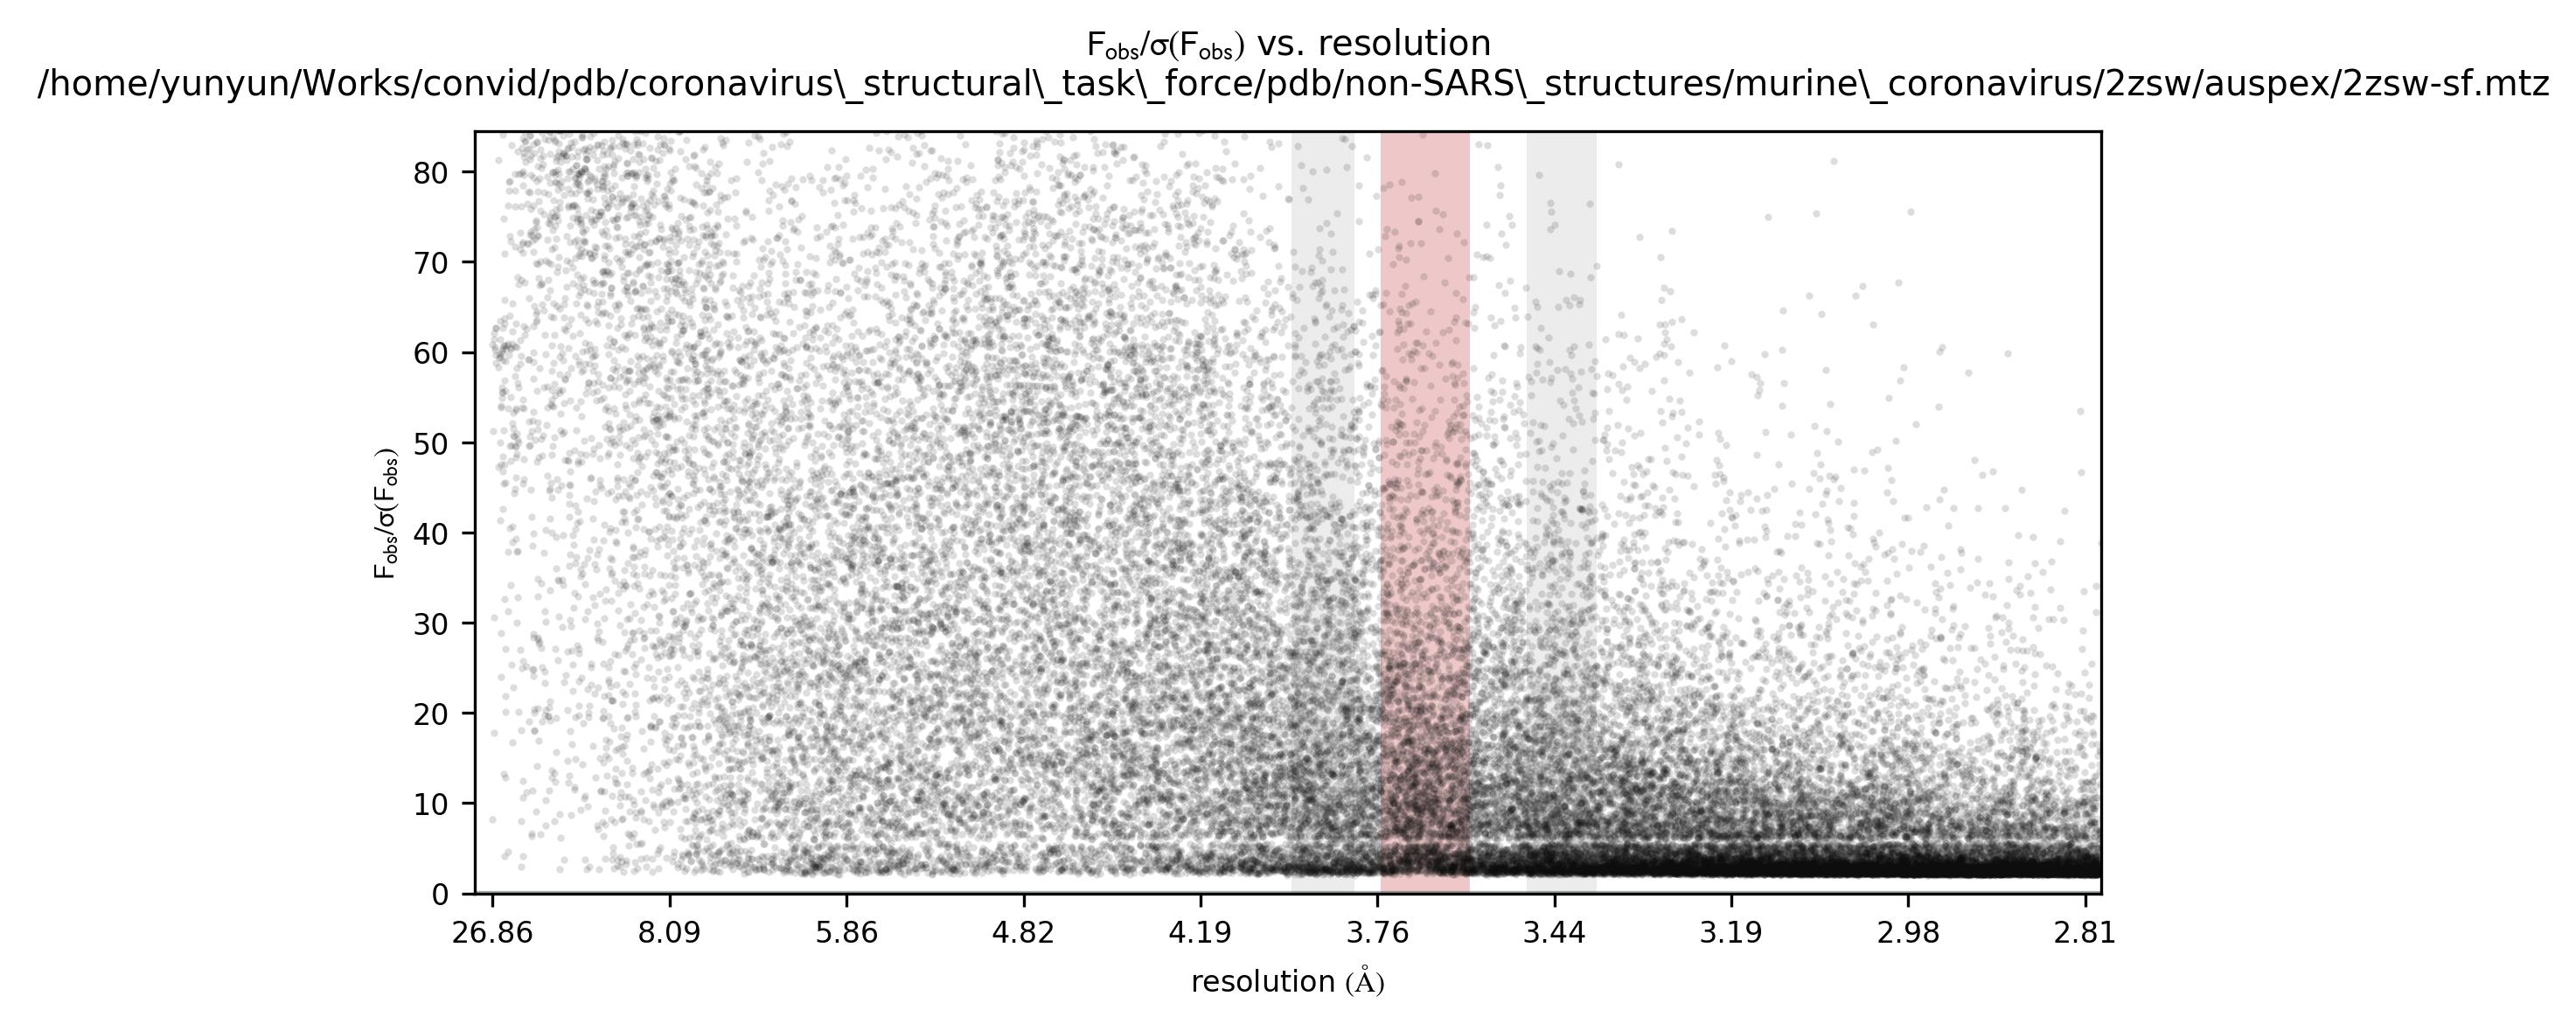 Fobs/σ(Fobs) vs. resolution
/home/yunyun/Works/convid/pdb/coronavirus\_structural\_task\_force/pdb/non-SARS\_structures/murine\_coronavirus/2zsw/auspex/2zsw-sf.mtz
Fobs/σ(Fobs)
80
70
60
50
40
30
20
10
0
26.86 8.09 5.86 4.82 4.19 3.76 3.44 3.19 2.98 2.81
resolution (Å)